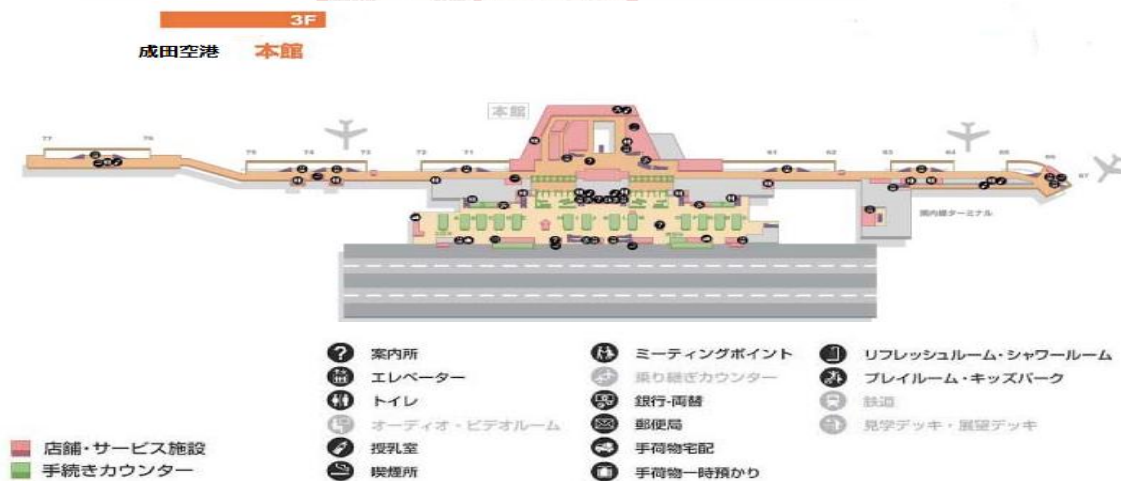 3F
成田空港 本館
本館
77 76 75 74 73 72 71 61 62 63 64 65 66 67
国内線ターミナル
案内所
エレベーター
トイレ
オーディオ・ビデオルーム
授乳室
喫煙所
ミーティングポイント
乗り継ぎカウンター
銀行・両替
郵便局
手荷物宅配
手荷物一時預かり
リフレッシュルーム・シャワールーム
プレイルーム・キッズパーク
鉄道
見学デッキ・展望デッキ
店舗・サービス施設
手続きカウンター